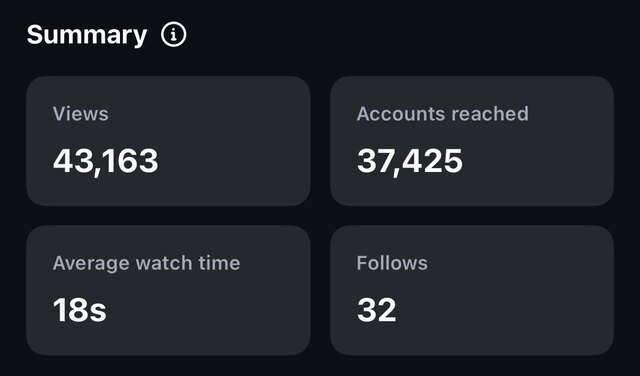 Summary
Views
43,163
Accounts reached
37,425
Average watch time
18s
Follows
32